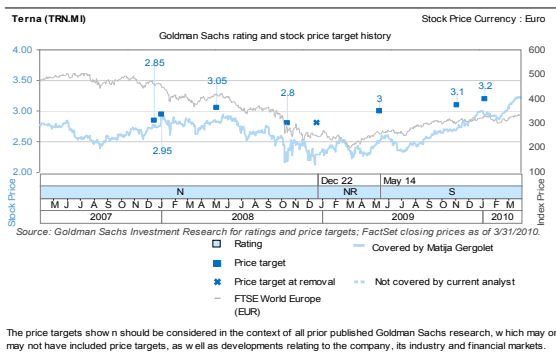 Terna (TRN.MI) Stock Price Currency : Euro
Goldman Sachs rating and stock price target history
4.00 600
3.50 500
3.00 400
2.50 300
2.00 200
100
2.85
2.95
3.05
2.8
3
3.1
3.2
Stock Price
Index Price
Dec 22 May 14
N NR S
M J J A S O N D J F M A M J J A S O N D J F M A M J J A S O N D J F M
2007 2008 2009 2010
Source: Goldman Sachs Investment Research for ratings and price targets; FactSet closing prices as of 3/31/2010.
Rating Covered by Matija Gergolet
Price target
Price target at removal Not covered by current analyst
FTSE World Europe
(EUR)
The price targets show n should be considered in the context of all prior published Goldman Sachs research, w hich may or
may not have included price targets, as w ell as developments relating to the company, its industry and financial markets.